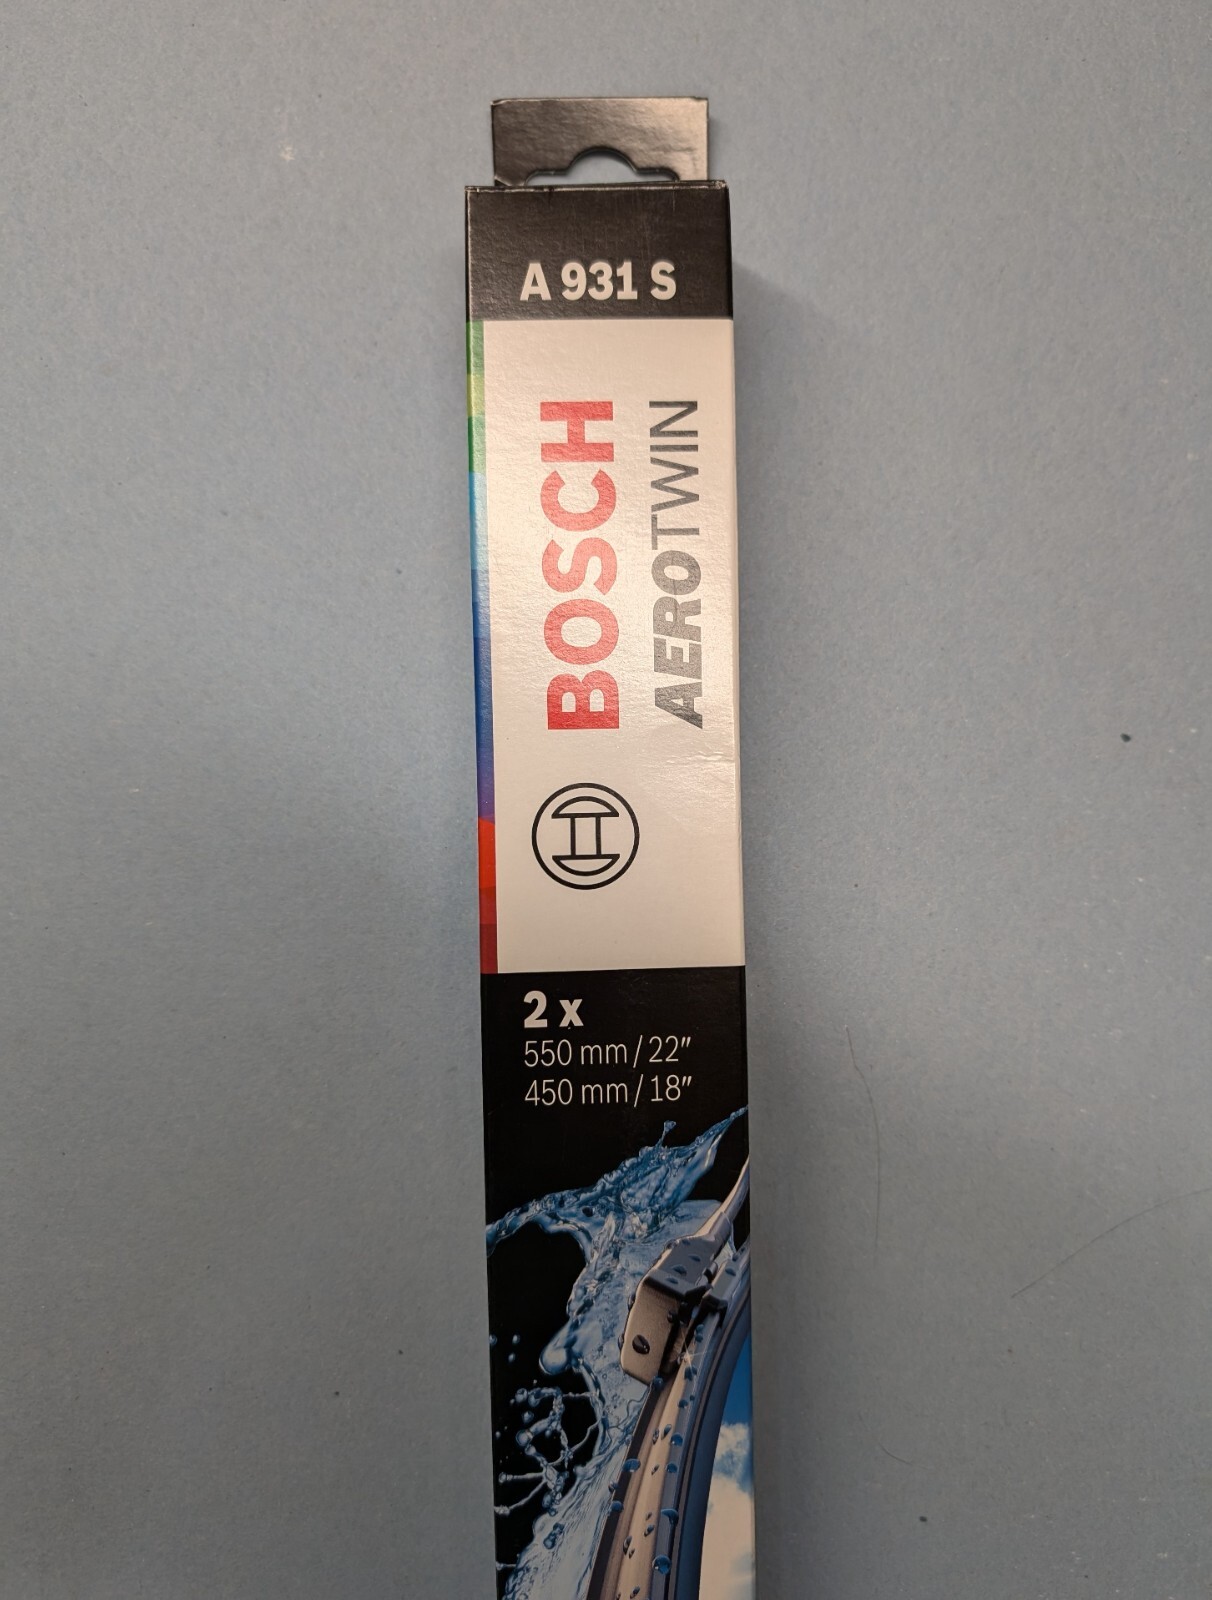 A 931 S
BOSCH
AEROTWIN
2 x
550 mm / 22"
450 mm / 18"